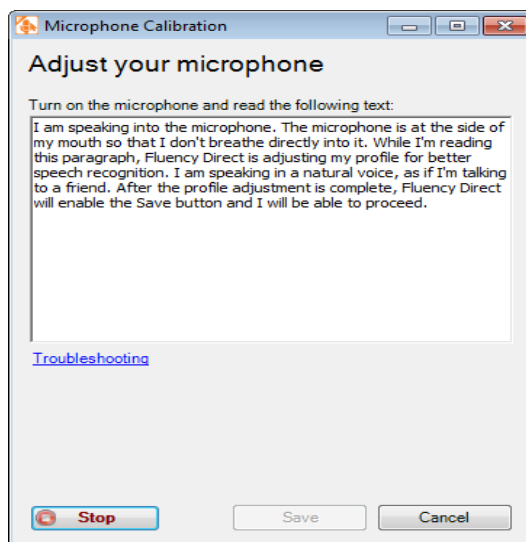 Microphone Calibration
Adjust your microphone
Turn on the microphone and read the following text:
I am speaking into the microphone. The microphone is at the side of
my mouth so that I don't breathe directly into it. While I'm reading
this paragraph, Fluency Direct is adjusting my profile for better
speech recognition. I am speaking in a natural voice, as if I'm talking
to a friend. After the profile adjustment is complete, Fluency Direct
will enable the Save button and I will be able to proceed.
Troubleshooting
Stop
Save
Cancel